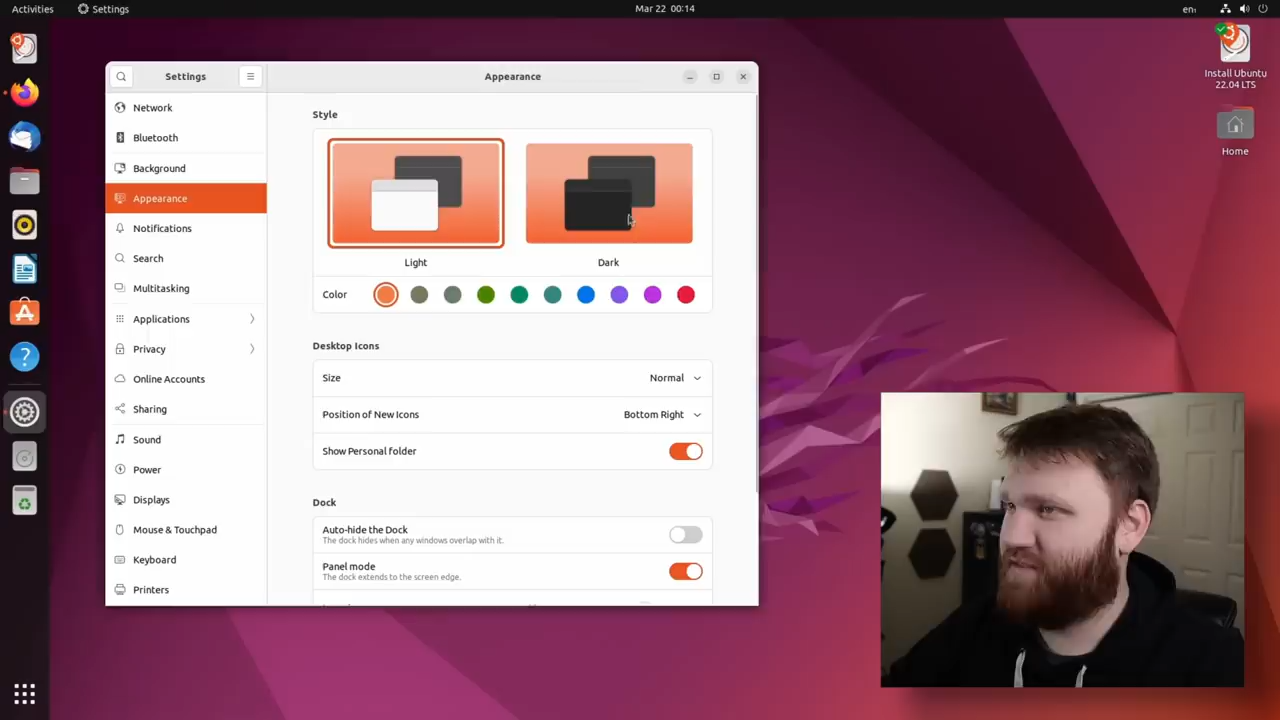 Activities
Settings
Mar 22 00:14
en₁
Install Ubuntu
22.04 LTS
Home
Settings
Appearance
Network
Bluetooth
Background
Appearance
Notifications
Search
Multitasking
Applications
Privacy
Online Accounts
Sharing
Sound
Power
Displays
Mouse & Touchpad
Keyboard
Printers
Style
Light
Dark
Color
Desktop Icons
Size
Normal
Position of New Icons
Bottom Right
Show Personal folder
Dock
Auto-hide the Dock
The dock hides when any windows overlap with it.
Panel mode
The dock extends to the screen edge.